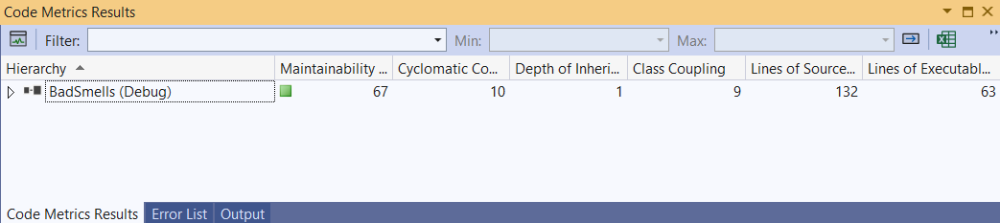 Code Metrics Results
Filter: Min: Max:
Hierarchy Maintainability ... Cyclomatic Co... Depth of Inheri... Class Coupling Lines of Source... Lines of Executabl...
BadSmells (Debug) 67 10 1 9 132 63
Code Metrics Results Error List Output